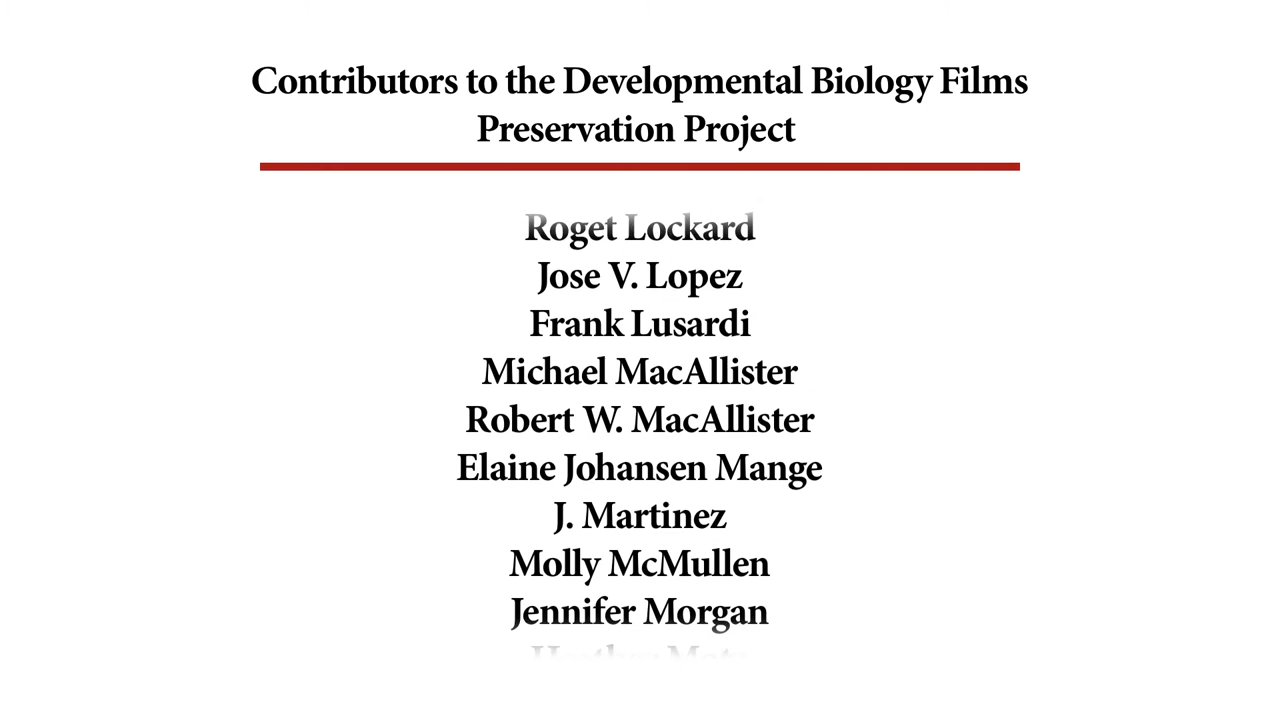 Contributors to the Developmental Biology Films
Preservation Project
Roget Lockard
Jose V. Lopez
Frank Lusardi
Michael MacAllister
Robert W. MacAllister
Elaine Johansen Mange
J. Martinez
Molly McMullen
Jennifer Morgan